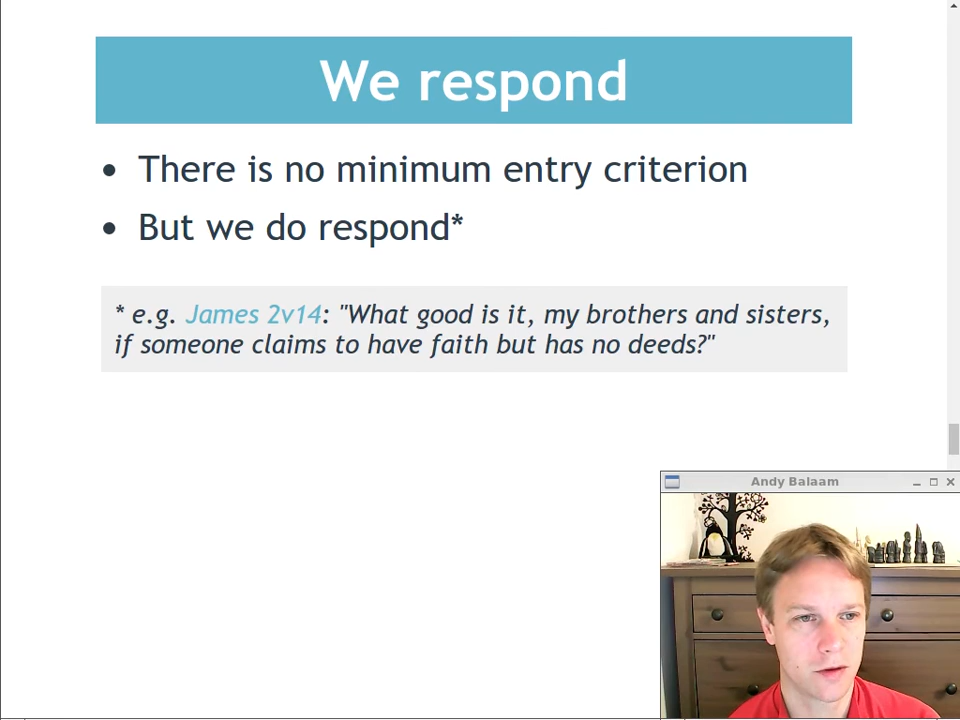 We respond
• There is no minimum entry criterion
• But we do respond*
* e.g. James 2v14: "What good is it, my brothers and sisters,
if someone claims to have faith but has no deeds?"
Andy Balaam